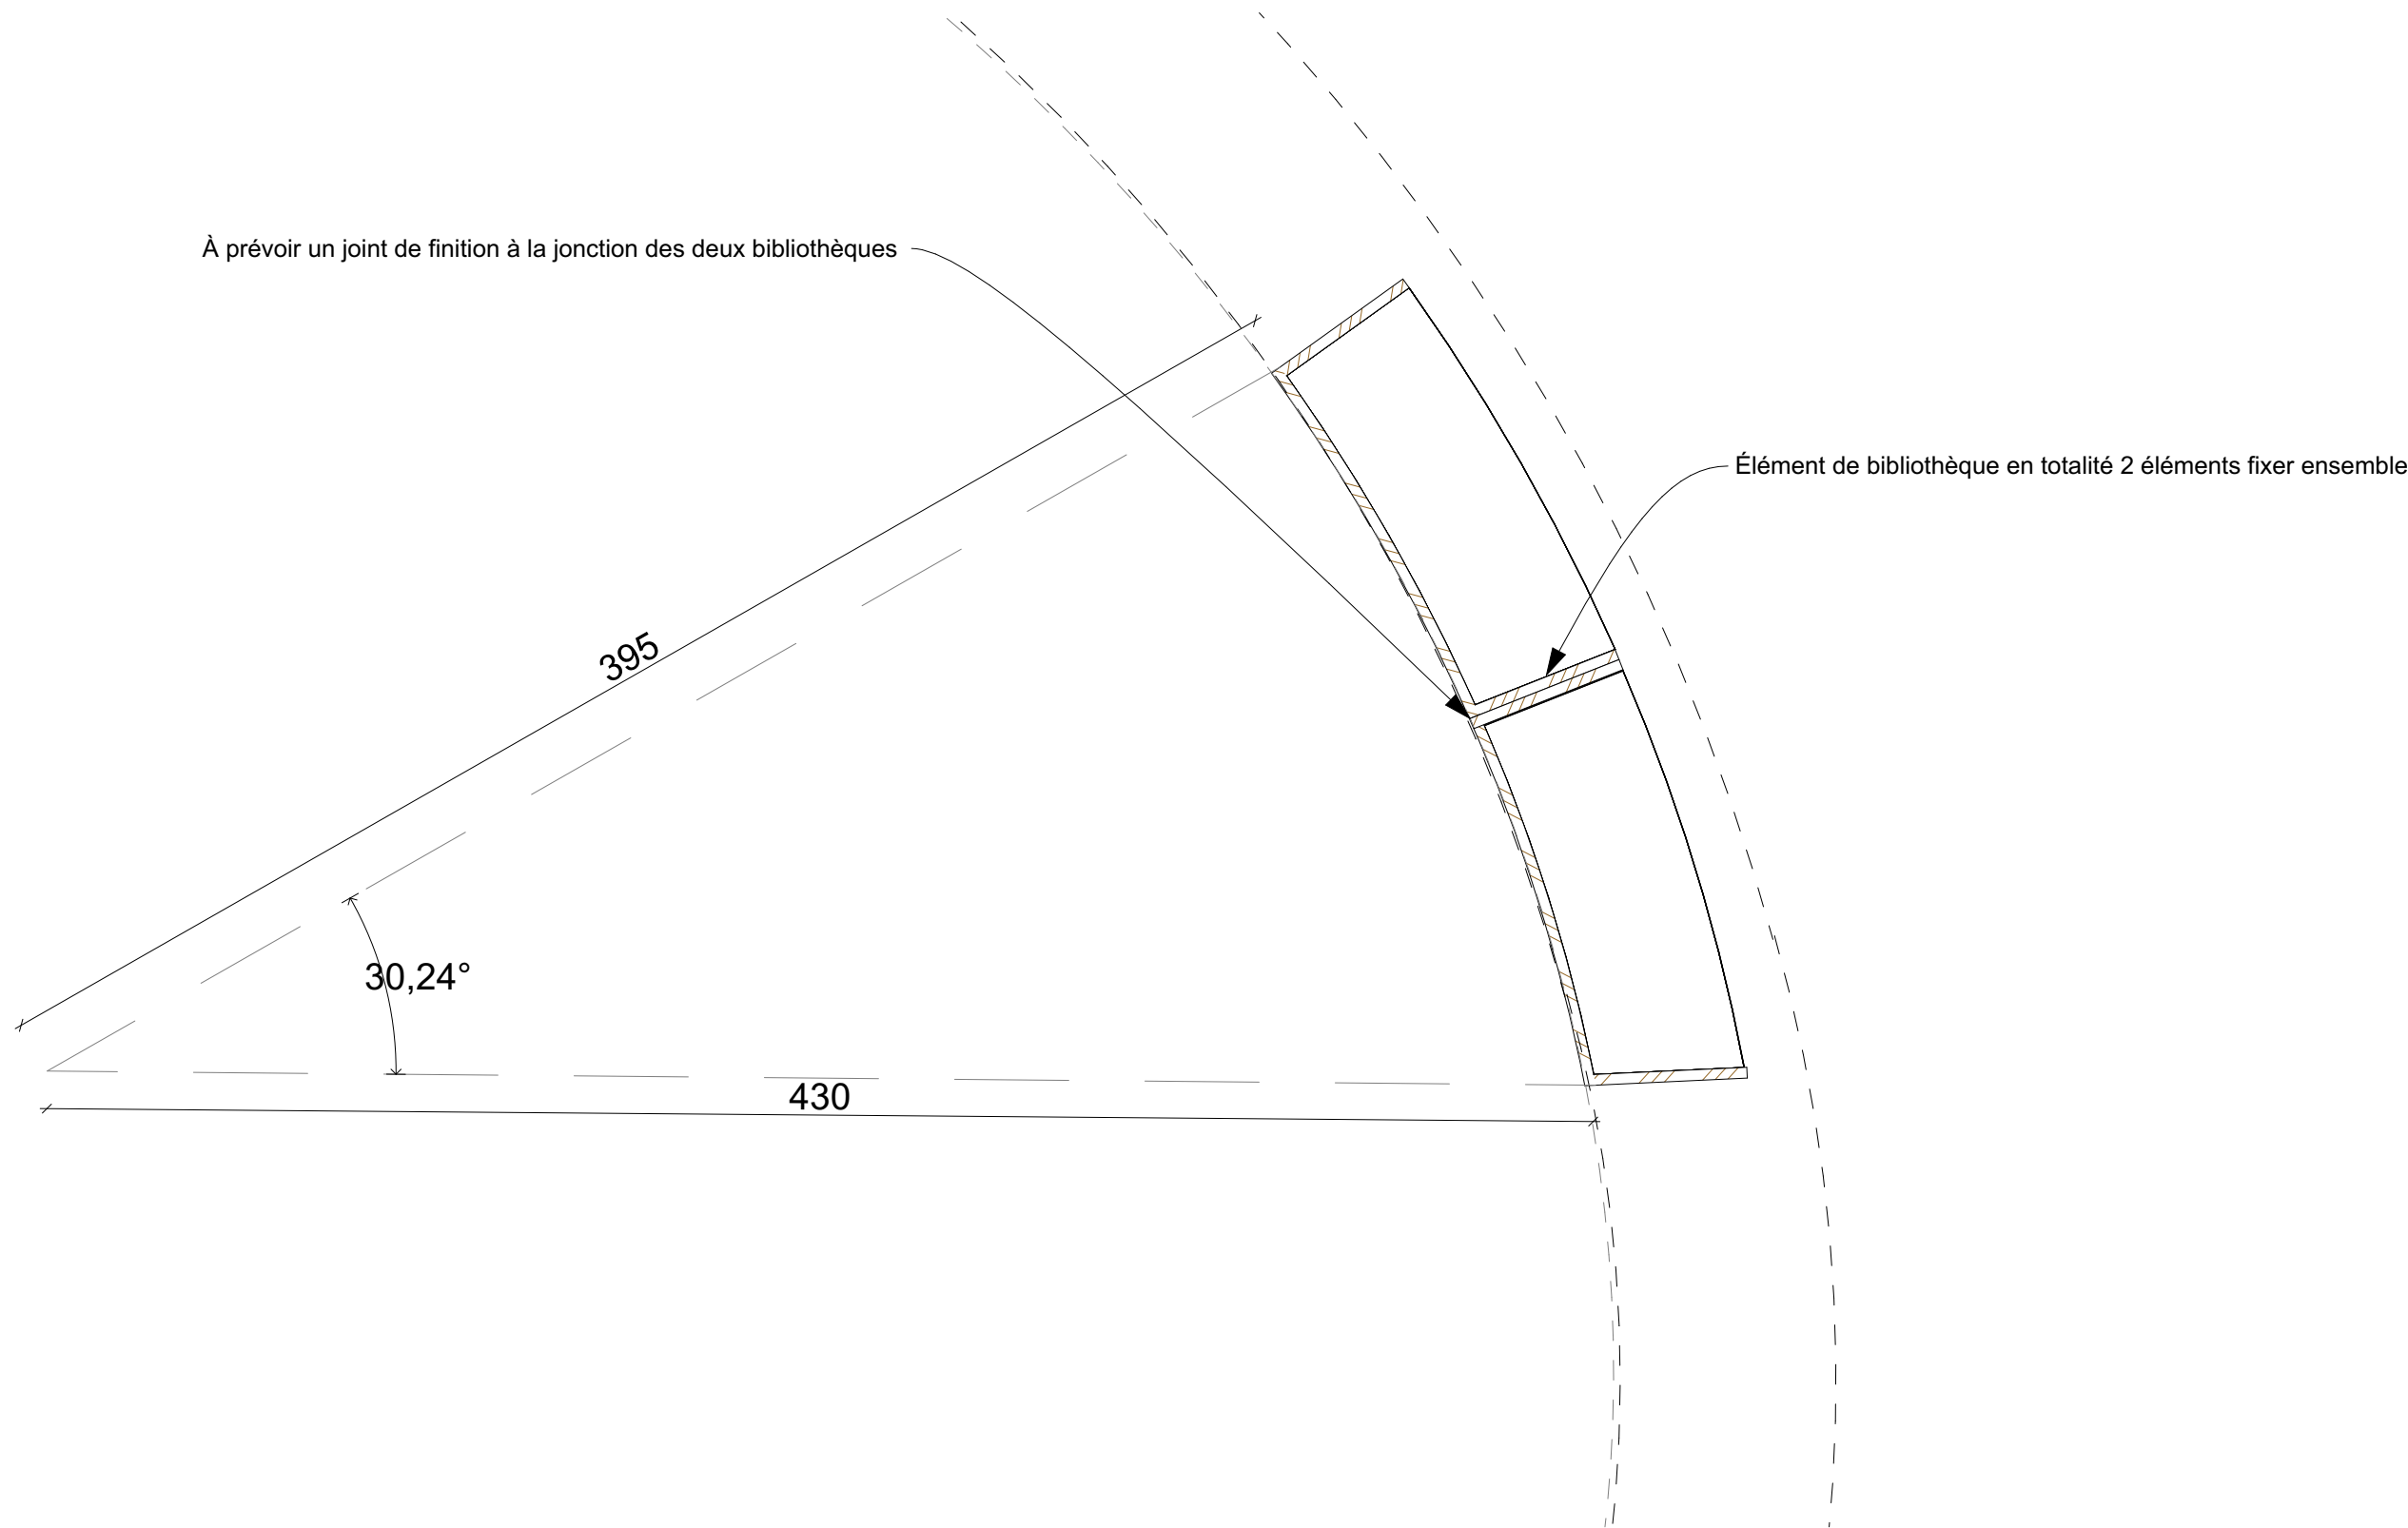 À prévoir un joint de finition à la jonction des deux bibliothèques
Élément de bibliothèque en totalité 2 éléments fixer ensemble
395
30,24°
430